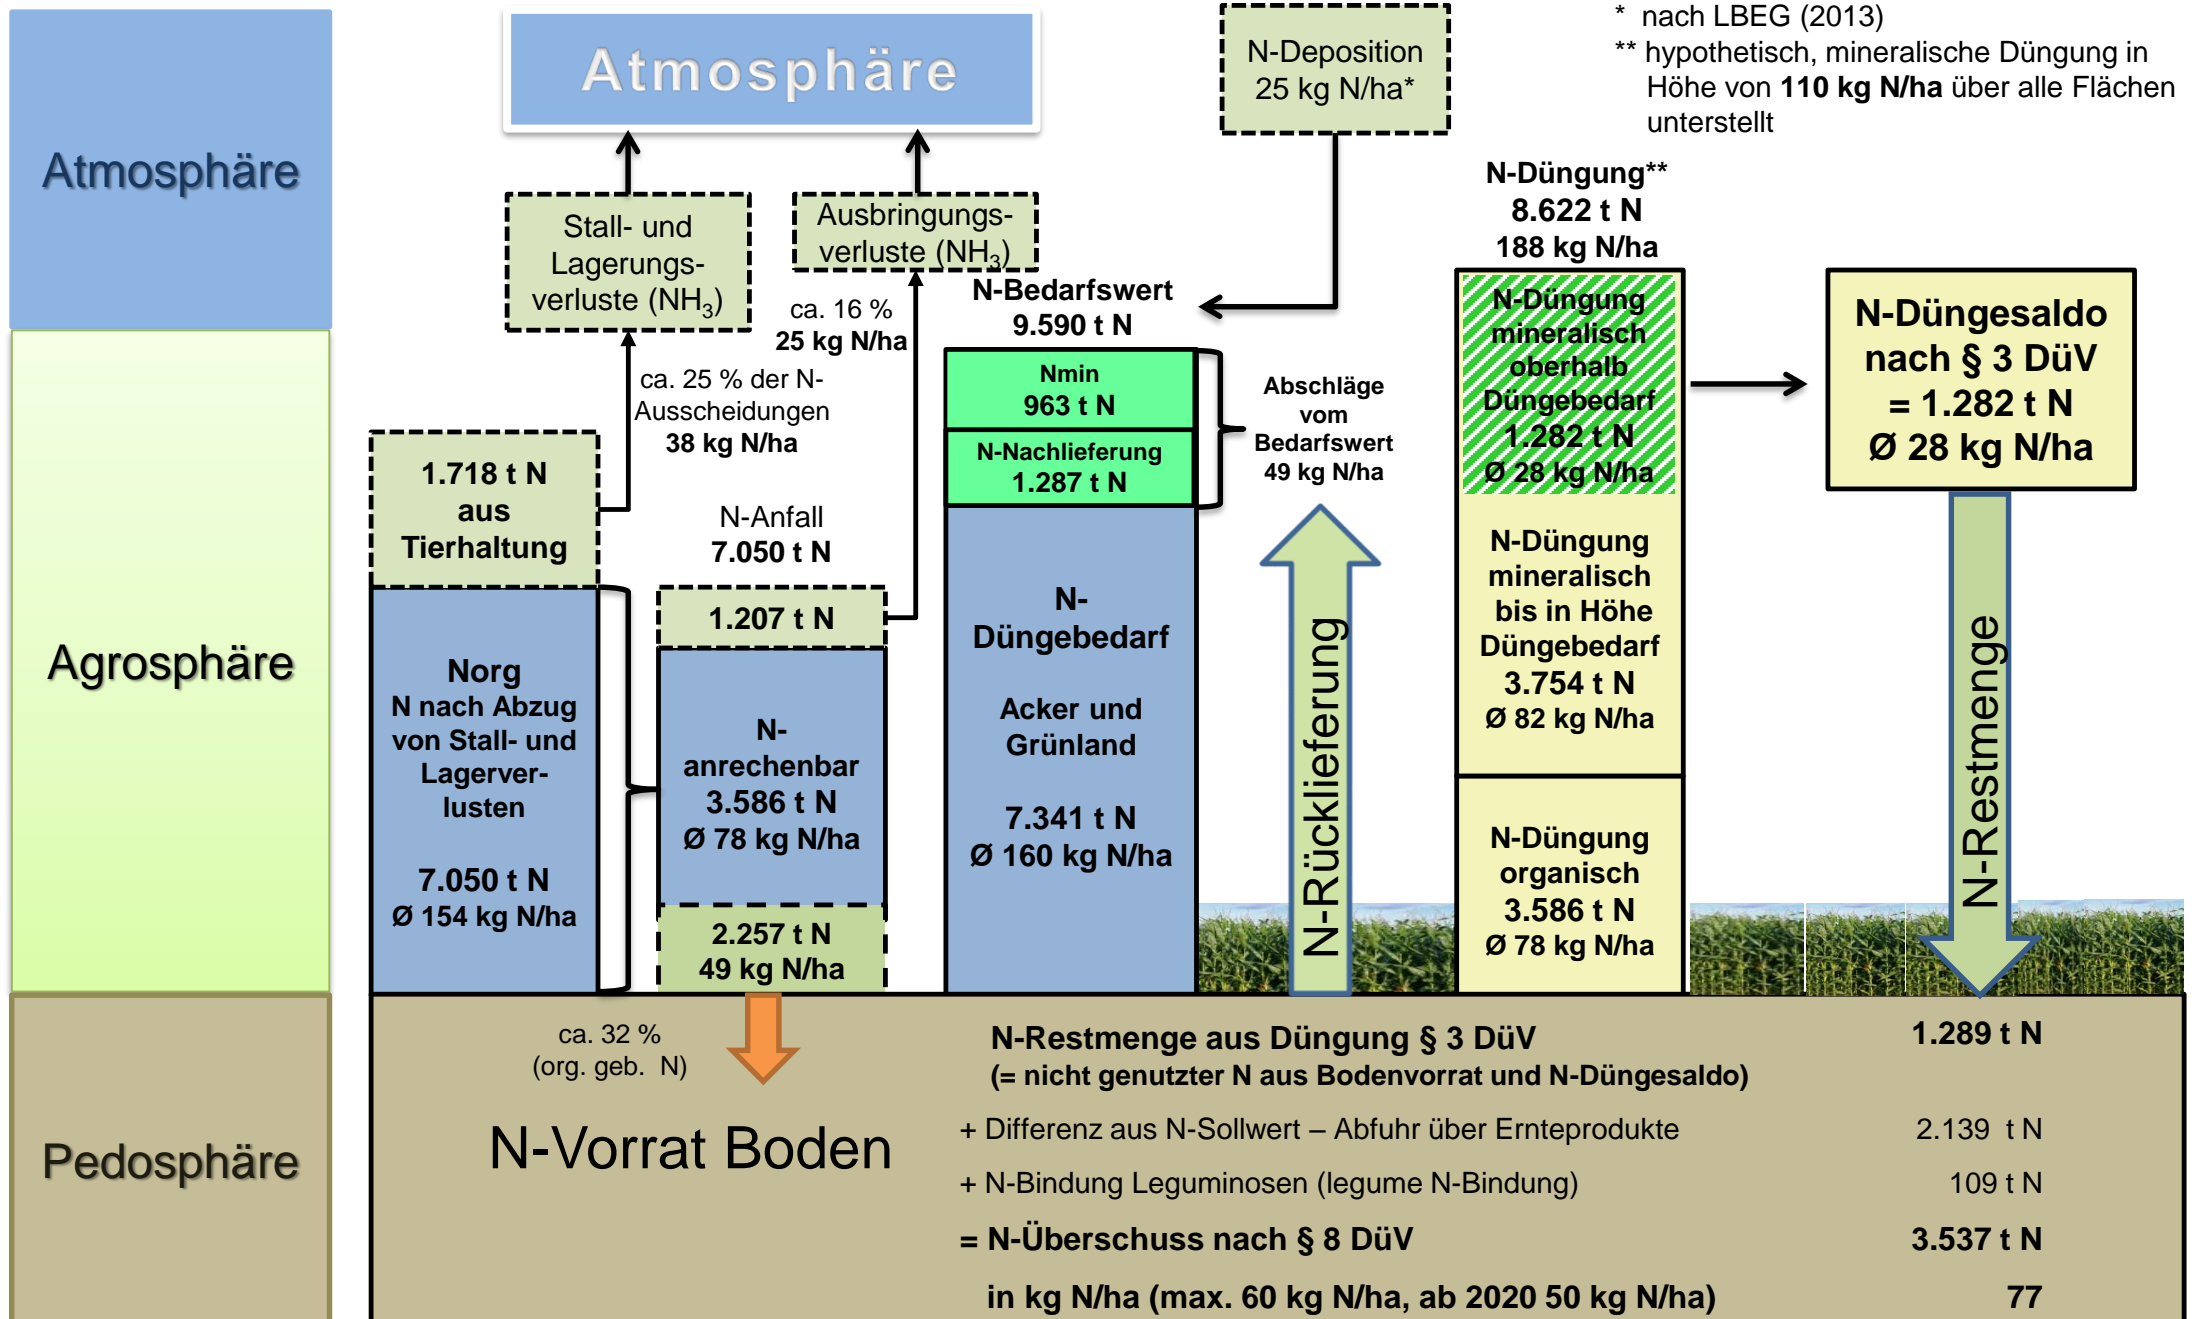 Atmosphäre
Agrosphäre
Pedosphäre
Atmosphäre
Stall- und
Lagerungs-
verluste (NH3)
Ausbringungs-
verluste (NH3)
N-Deposition
25 kg N/ha*
* nach LBEG (2013)
** hypothetisch, mineralische Düngung in
Höhe von 110 kg N/ha über alle Flächen
unterstellt
ca. 25 % der N-
Ausscheidungen
38 kg N/ha
ca. 16 %
25 kg N/ha
1.718 t N
aus
Tierhaltung
Norg
N nach Abzug
von Stall- und
Lagerver-
lusten
7.050 t N
Ø 154 kg N/ha
N-Anfall
7.050 t N
1.207 t N
N-
anrechenbar
3.586 t N
Ø 78 kg N/ha
2.257 t N
49 kg N/ha
N-Bedarfswert
9.590 t N
Nmin
963 t N
N-Nachlieferung
1.287 t N
N-
Düngebedarf
Acker und
Grünland
7.341 t N
Ø 160 kg N/ha
Abschläge
vom
Bedarfswert
49 kg N/ha
N-Rücklieferung
N-Düngung**
8.622 t N
188 kg N/ha
N-Düngung
mineralisch
oberhalb
Düngebedarf
1.282 t N
Ø 28 kg N/ha
N-Düngung
mineralisch
bis in Höhe
Düngebedarf
3.754 t N
Ø 82 kg N/ha
N-Düngung
organisch
3.586 t N
Ø 78 kg N/ha
N-Düngesaldo
nach § 3 DüV
= 1.282 t N
Ø 28 kg N/ha
N-Restmenge
ca. 32 %
(org. geb. N)
N-Vorrat Boden
N-Restmenge aus Düngung § 3 DüV 1.289 t N
(= nicht genutzter N aus Bodenvorrat und N-Düngesaldo)
+ Differenz aus N-Sollwert – Abfuhr über Ernteprodukte 2.139 t N
+ N-Bindung Leguminosen (legume N-Bindung) 109 t N
= N-Überschuss nach § 8 DüV 3.537 t N
in kg N/ha (max. 60 kg N/ha, ab 2020 50 kg N/ha) 77